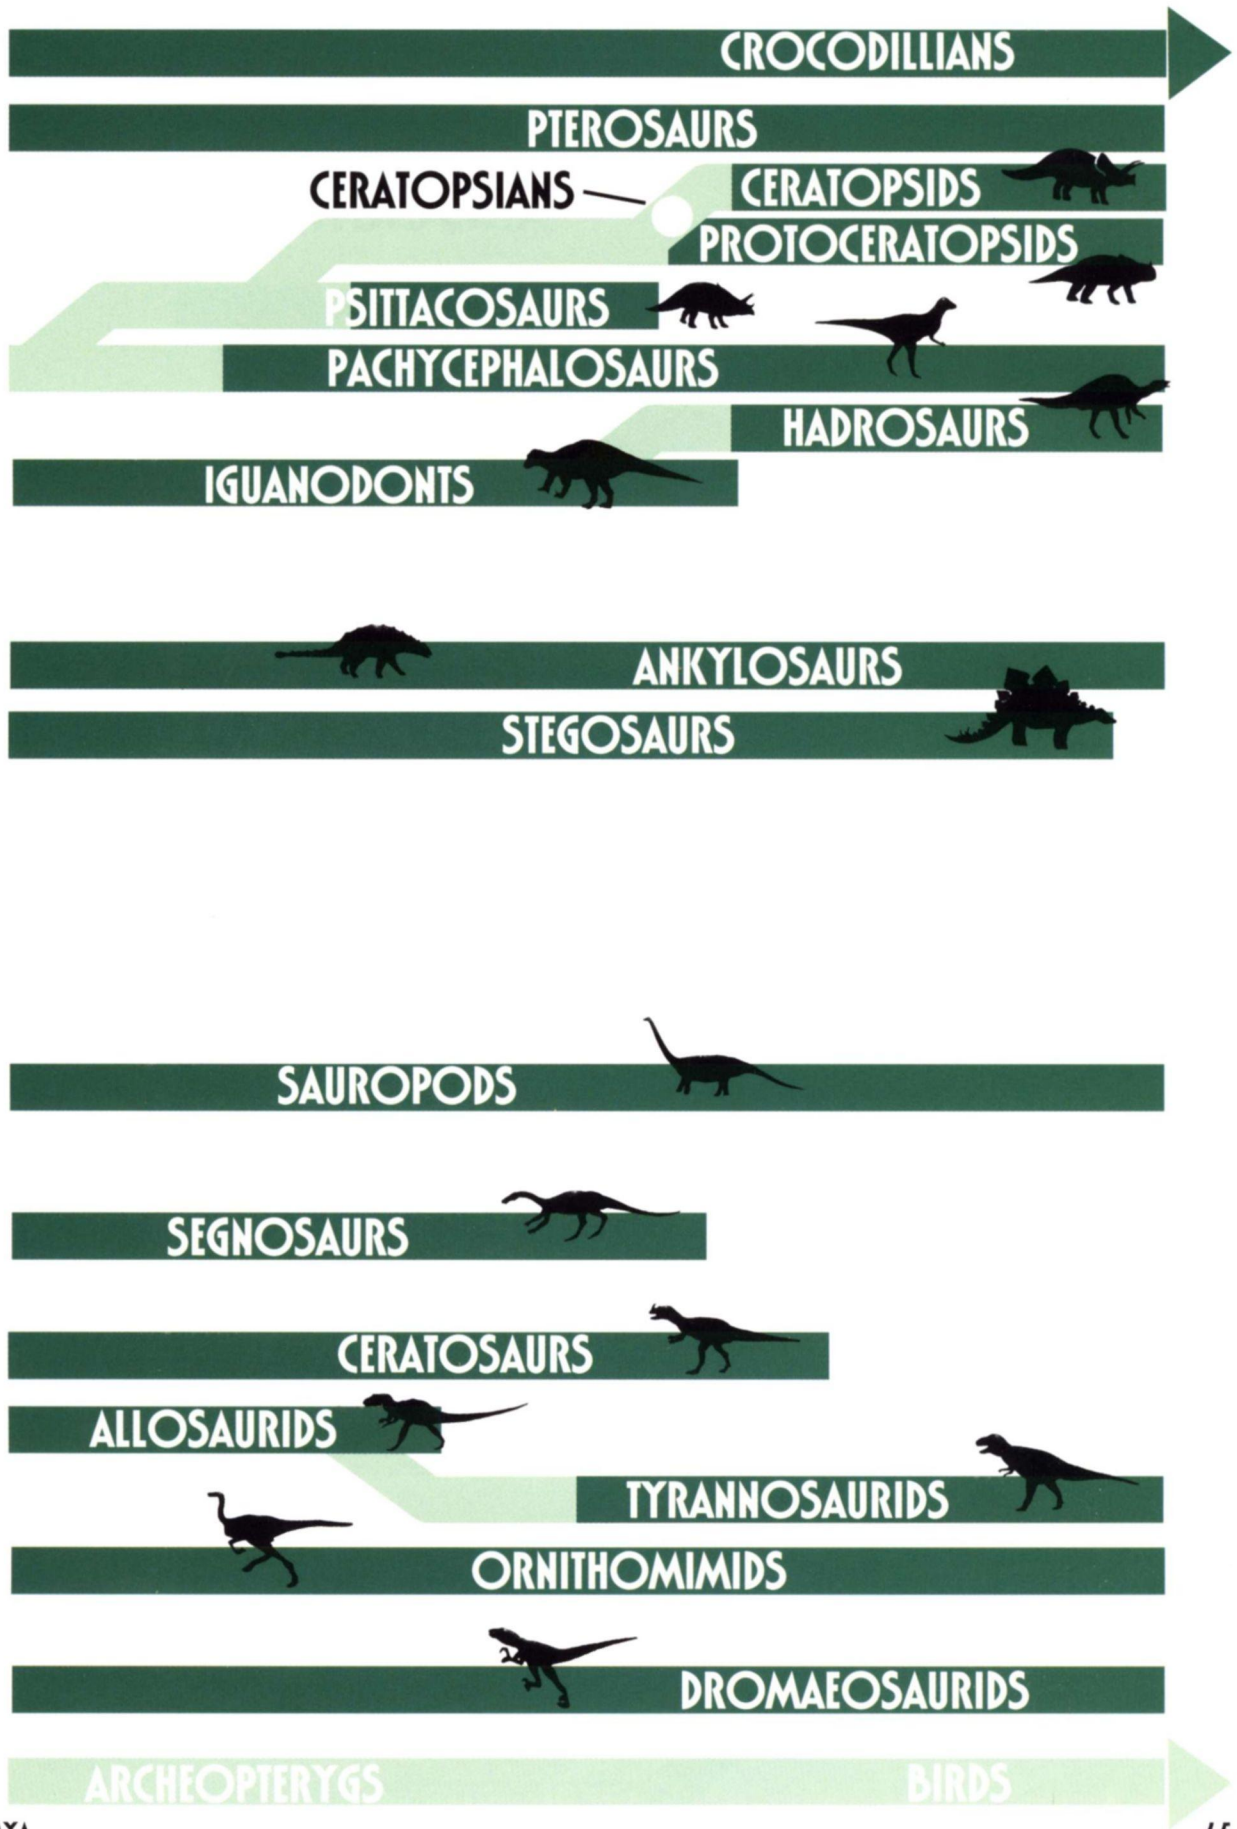 CROCODILLIANS
PTEROSAURS
CERATOPSIANS
CERATOPSIDS
PROTOCERATOPSIDS
PSITTACOSAURS
PACHYCEPHALOSAURS
HADROSAURS
IGUANODONTS
ANKYLOSAURS
STEGOSAURS
SAUROPODS
SEGNOSAURS
CERATOSAURS
ALLOSAURIDS
TYRANNOSAURIDS
ORNITHOMIMIDS
DROMAEOSAURIDS
ARCHEOPTERYGS BIRDS